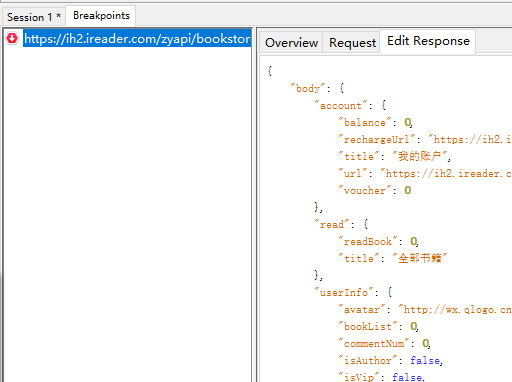 Session 1 * Breakpoints
https://ih2.ireader.com/zyapi/bookstor
Overview Request Edit Response
{
"body": {
"account": {
"balance": 0,
"rechargeUrl": "https://ih2.i
"title": "我的账户",
"url": "https://ih2.ireader.c
"voucher": 0
},
"read": {
"readBook": 0,
"title": "全部书籍"
},
"userInfo": {
"avatar": "http://wx.qlogo.cn
"bookList": 0,
"commentNum": 0,
"isAuthor": false,
"isVip": false,